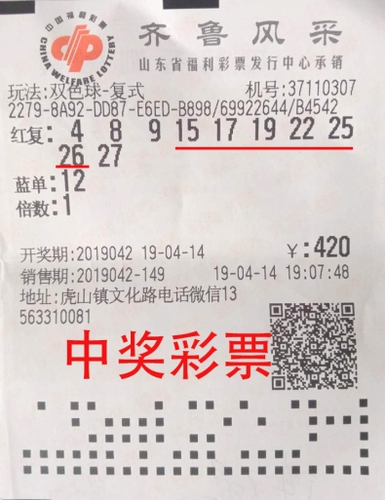 中国福利彩票
CHINA WELFARE LOTTERY
齐鲁风采
山东省福利彩票发行中心承销
玩法:双色球-复式 机号:37110307
2279-8A92-DD87-E6ED-B898/69922644/B4542
红复: 4 8 9 15 17 19 22 25
26 27
蓝单:12
倍数:1
开奖期:2019042 19-04-14 ¥:420
销售期:2019042-149 19-04-14 19:07:48
地址:虎山镇文化路电话微信13
563310081
中奖彩票